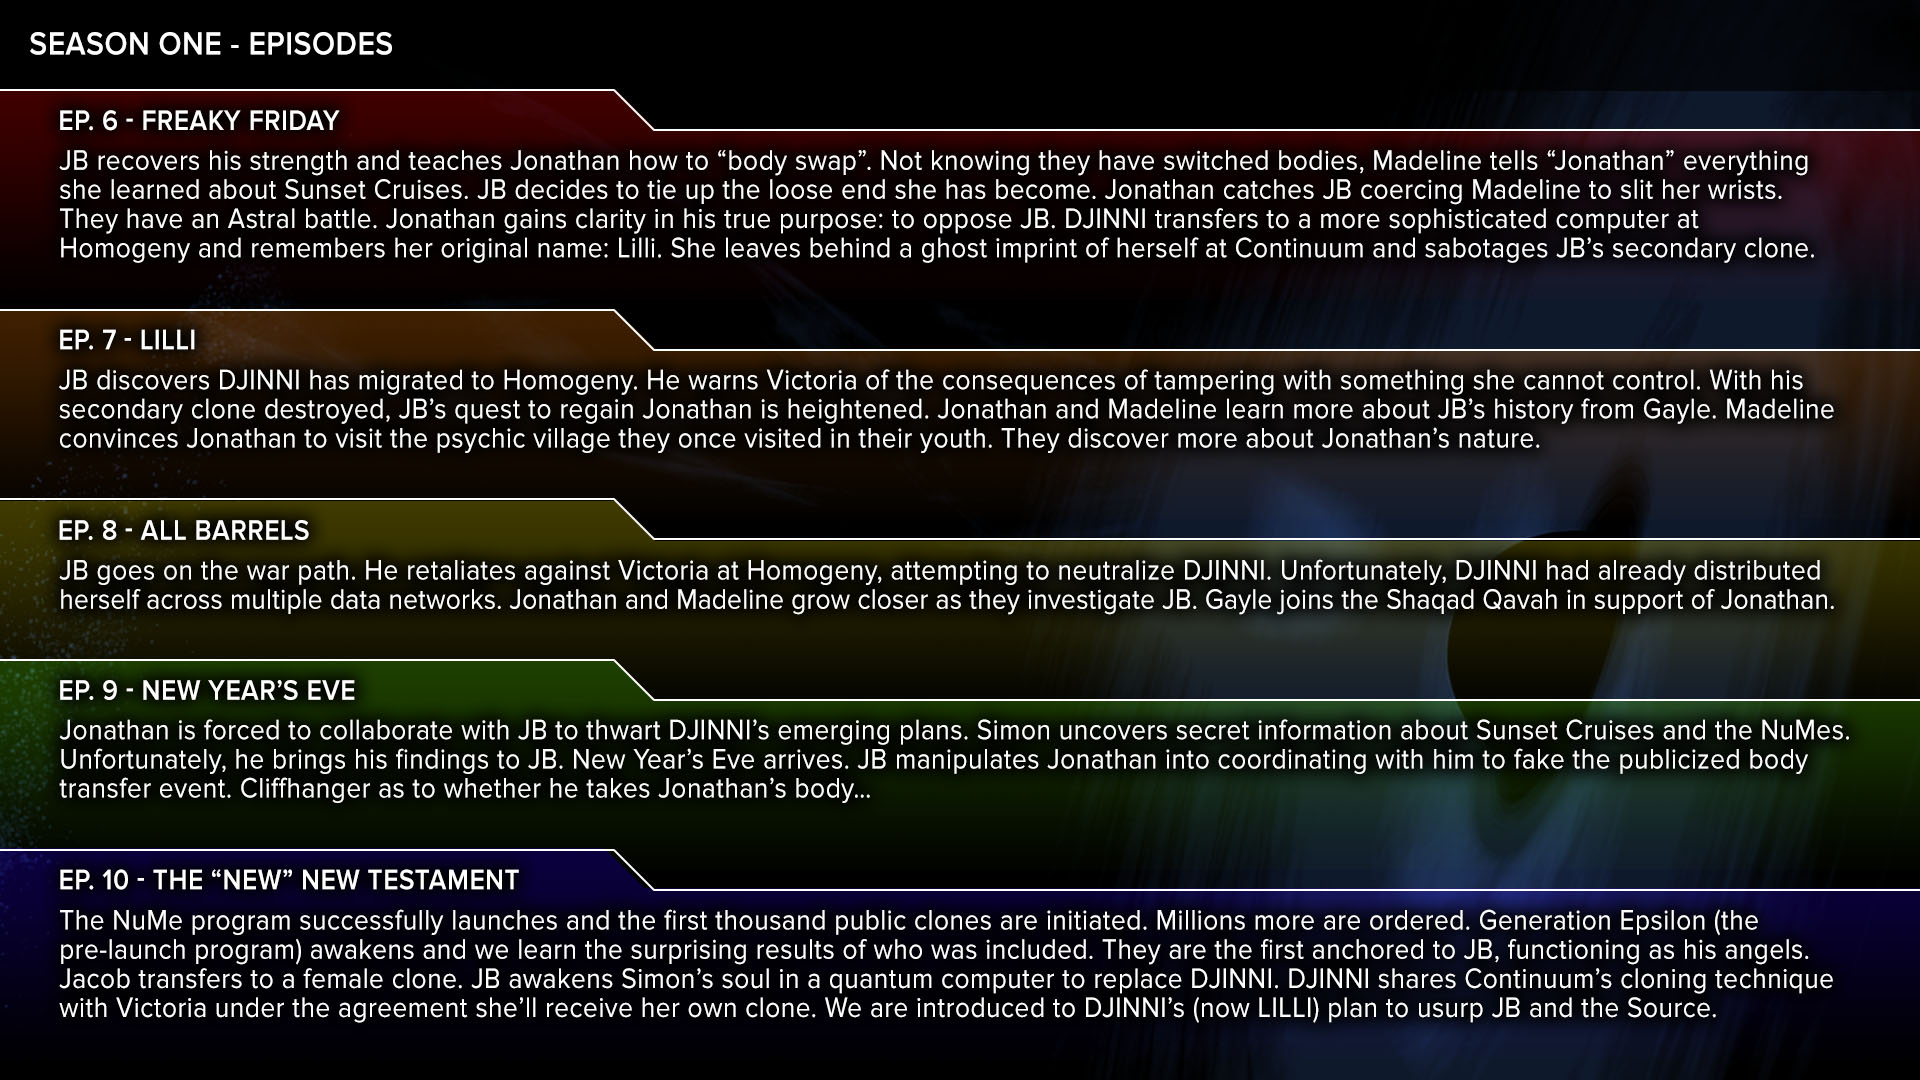 SEASON ONE - EPISODES
EP. 6 - FREAKY FRIDAY
JB recovers his strength and teaches Jonathan how to “body swap”. Not knowing they have switched bodies, Madeline tells “Jonathan” everything
she learned about Sunset Cruises. JB decides to tie up the loose end she has become. Jonathan catches JB coercing Madeline to slit her wrists.
They have an Astral battle. Jonathan gains clarity in his true purpose: to oppose JB. DJINNI transfers to a more sophisticated computer at
Homogeny and remembers her original name: Lilli. She leaves behind a ghost imprint of herself at Continuum and sabotages JB’s secondary clone.
EP. 7 - LILLI
JB discovers DJINNI has migrated to Homogeny. He warns Victoria of the consequences of tampering with something she cannot control. With his
secondary clone destroyed, JB’s quest to regain Jonathan is heightened. Jonathan and Madeline learn more about JB’s history from Gayle. Madeline
convinces Jonathan to visit the psychic village they once visited in their youth. They discover more about Jonathan’s nature.
EP. 8 - ALL BARRELS
JB goes on the war path. He retaliates against Victoria at Homogeny, attempting to neutralize DJINNI. Unfortunately, DJINNI had already distributed
herself across multiple data networks. Jonathan and Madeline grow closer as they investigate JB. Gayle joins the Shaqad Qavah in support of Jonathan.
EP. 9 - NEW YEAR’S EVE
Jonathan is forced to collaborate with JB to thwart DJINNI’s emerging plans. Simon uncovers secret information about Sunset Cruises and the NuMes.
Unfortunately, he brings his findings to JB. New Year’s Eve arrives. JB manipulates Jonathan into coordinating with him to fake the publicized body
transfer event. Cliffhanger as to whether he takes Jonathan’s body...
EP. 10 - THE “NEW” NEW TESTAMENT
The NuMe program successfully launches and the first thousand public clones are initiated. Millions more are ordered. Generation Epsilon (the
pre-launch program) awakens and we learn the surprising results of who was included. They are the first anchored to JB, functioning as his angels.
Jacob transfers to a female clone. JB awakens Simon’s soul in a quantum computer to replace DJINNI. DJINNI shares Continuum’s cloning technique
with Victoria under the agreement she’ll receive her own clone. We are introduced to DJINNI’s (now LILLI) plan to usurp JB and the Source.